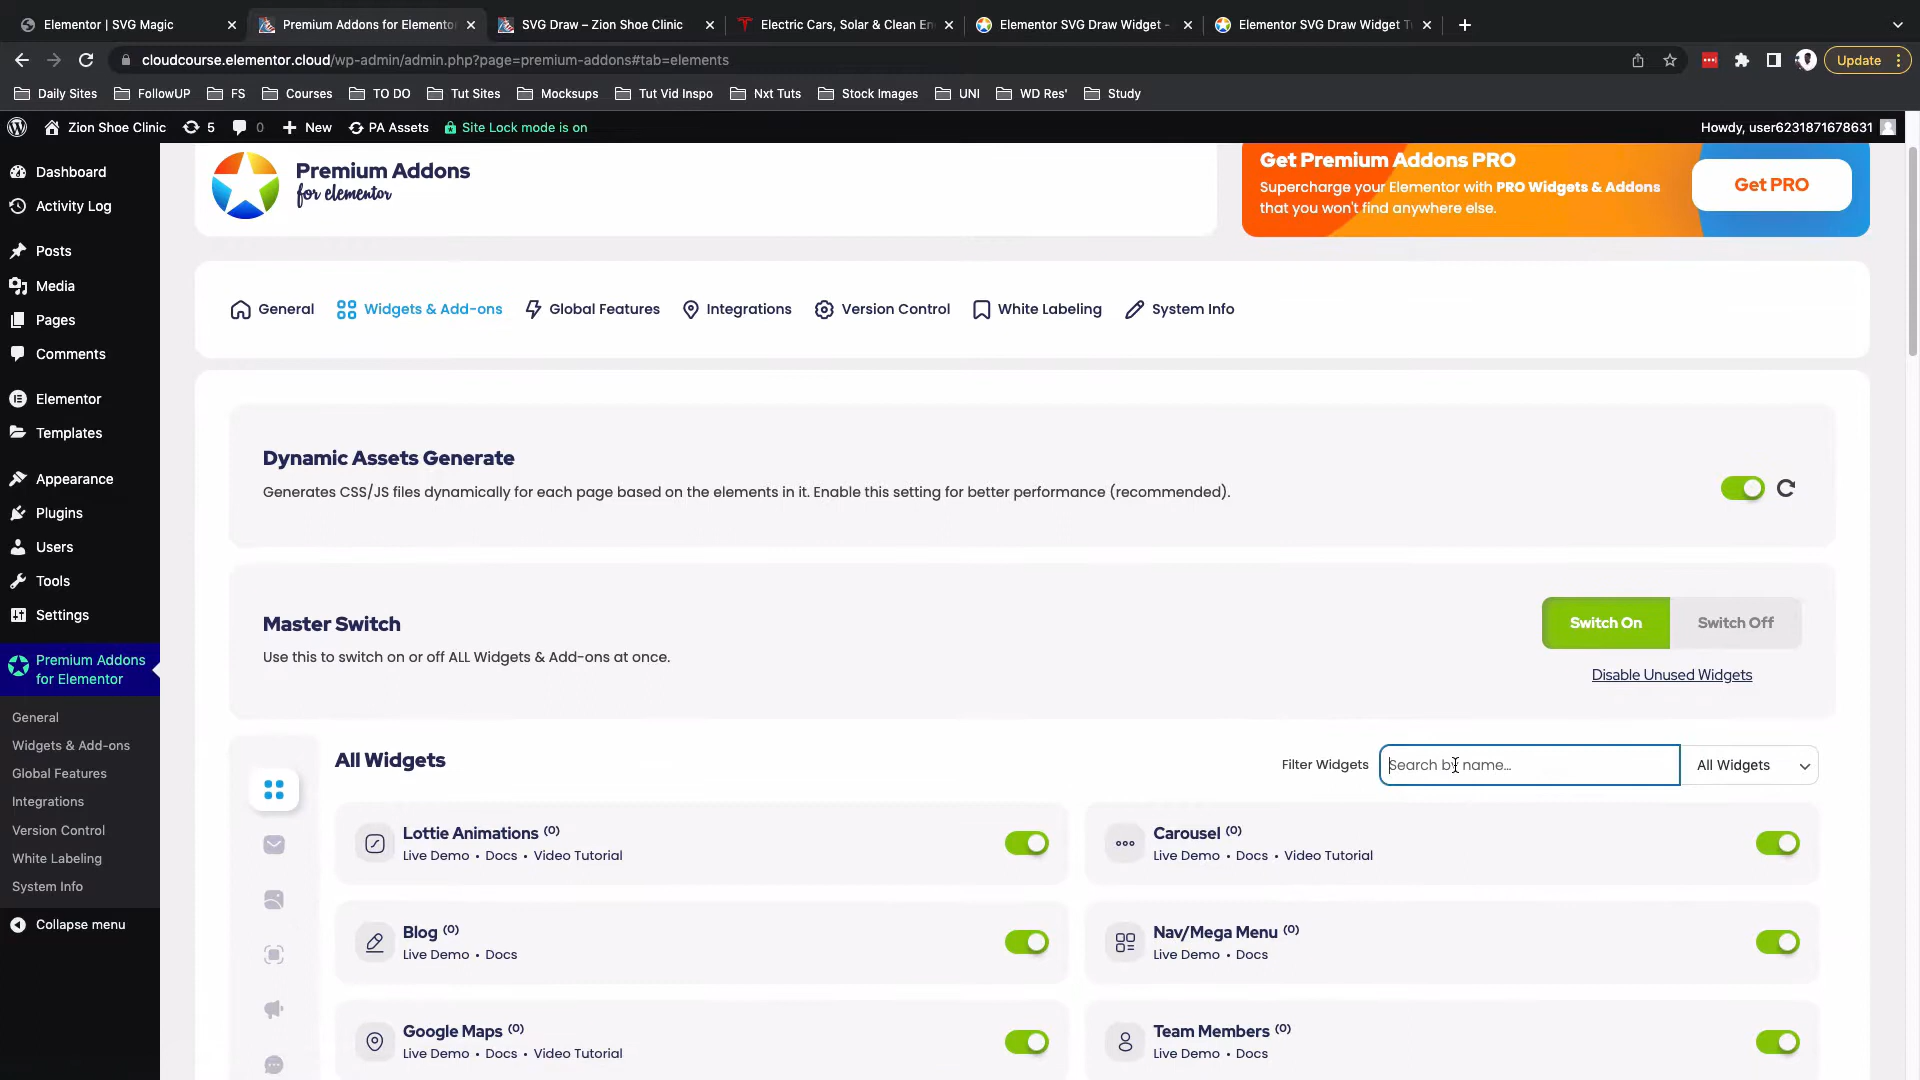 Elementor | SVG Magic
Premium Addons for Elementor
SVG Draw – Zion Shoe Clinic
Electric Cars, Solar & Clean En
Elementor SVG Draw Widget -
Elementor SVG Draw Widget T
cloudcourse.elementor.cloud/wp-admin/admin.php?page=premium-addons#tab=elements
Update
Daily Sites
FollowUP
FS
Courses
TO DO
Tut Sites
Mocksups
Tut Vid Inspo
Nxt Tuts
Stock Images
UNI
WD Res'
Study
Zion Shoe Clinic
5
0
New
PA Assets
Site Lock mode is on
Howdy, user6231871678631
Dashboard
Activity Log
Posts
Media
Pages
Comments
Elementor
Templates
Appearance
Plugins
Users
Tools
Settings
Premium Addons
for Elementor
General
Widgets & Add-ons
Global Features
Integrations
Version Control
White Labeling
System Info
Collapse menu
Premium Addons
for elementor
Get Premium Addons PRO
Supercharge your Elementor with PRO Widgets & Addons
that you won't find anywhere else.
Get PRO
General
Widgets & Add-ons
Global Features
Integrations
Version Control
White Labeling
System Info
Dynamic Assets Generate
Generates CSS/JS files dynamically for each page based on the elements in it. Enable this setting for better performance (recommended).
Master Switch
Use this to switch on or off ALL Widgets & Add-ons at once.
Switch On
Switch Off
Disable Unused Widgets
All Widgets
Filter Widgets
Search by name...
All Widgets
Lottie Animations (0)
Live Demo • Docs • Video Tutorial
Carousel (0)
Live Demo • Docs • Video Tutorial
Blog (0)
Live Demo • Docs
Nav/Mega Menu (0)
Live Demo • Docs
Google Maps (0)
Live Demo • Docs • Video Tutorial
Team Members (0)
Live Demo • Docs